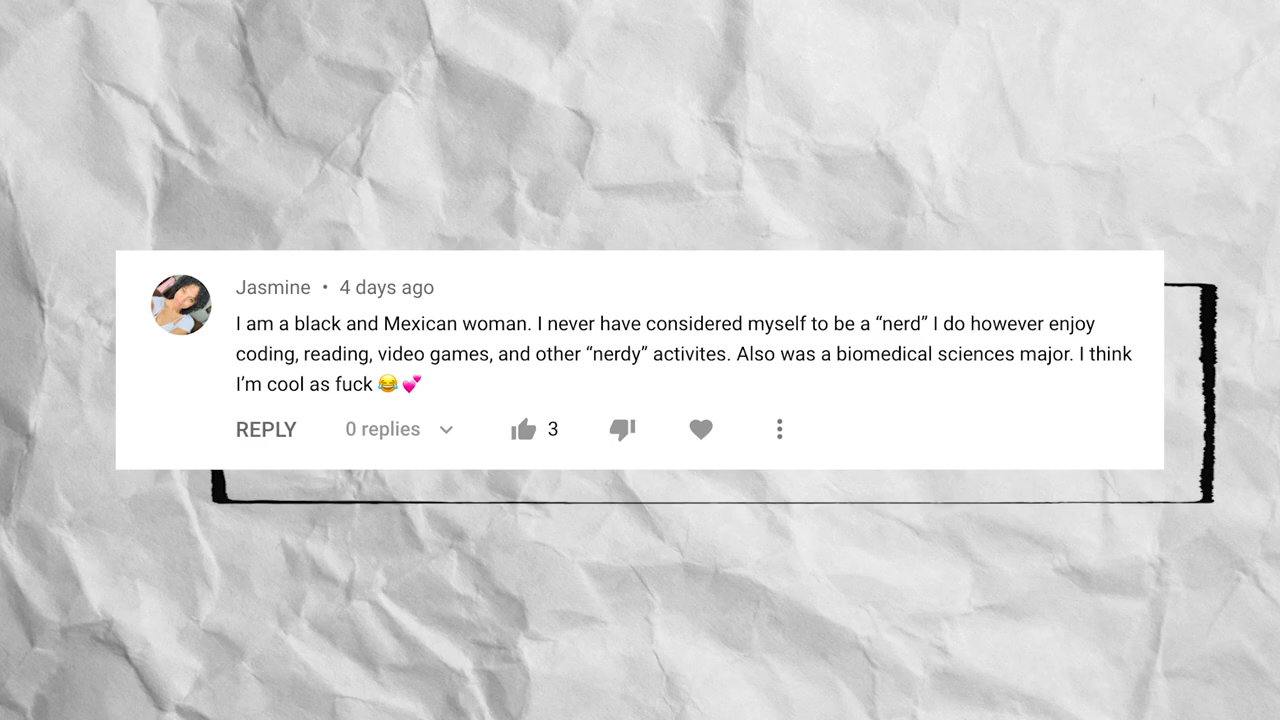 Jasmine • 4 days ago
I am a black and Mexican woman. I never have considered myself to be a “nerd” I do however enjoy
coding, reading, video games, and other “nerdy” activites. Also was a biomedical sciences major. I think
I’m cool as fuck 😂 💕
REPLY 0 replies 3